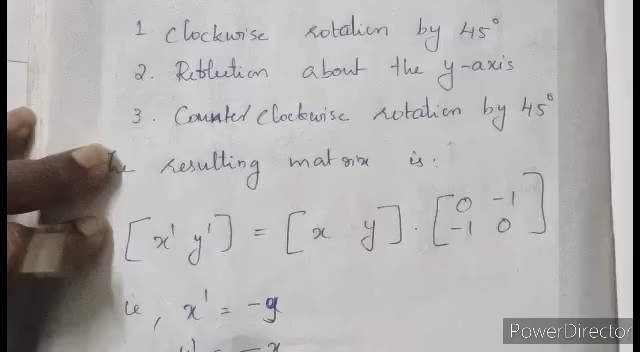 1 Clockwise rotation by 45°
2. Reflection about the y-axis
3. Counter/Clockwise rotation by 45°
The resulting matrix is:
[x' y'] = [x y] . [0 -1
-1 0]
ie, x' = -y
y' = -x
PowerDirector